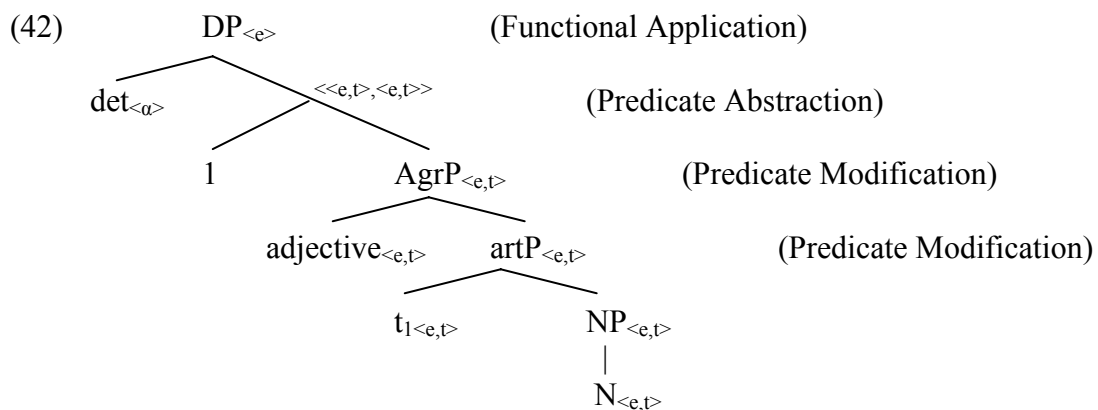 (42) DP<e> (Functional Application)
det<α> <<e,t>,<e,t>> (Predicate Abstraction)
1 AgrP<e,t> (Predicate Modification)
adjective<e,t> artP<e,t> (Predicate Modification)
t1<e,t> NP<e,t>
N<e,t>